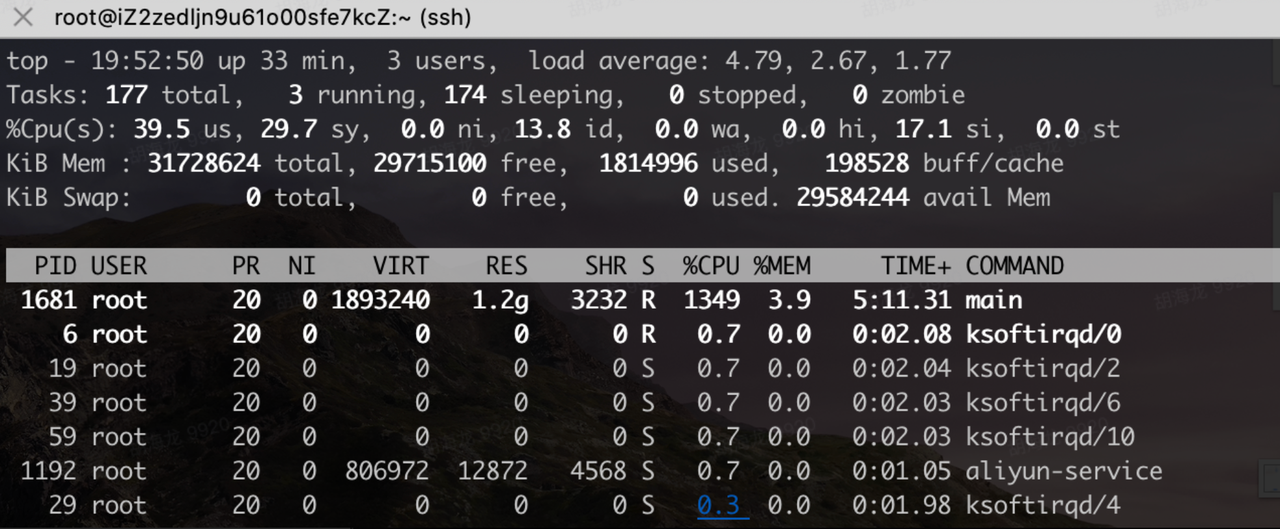 root@iZ2zedljn9u61o00sfe7kcZ:~ (ssh)
top - 19:52:50 up 33 min,  3 users,  load average: 4.79, 2.67, 1.77
Tasks: 177 total,   3 running, 174 sleeping,   0 stopped,   0 zombie
%Cpu(s): 39.5 us, 29.7 sy,  0.0 ni, 13.8 id,  0.0 wa,  0.0 hi, 17.1 si,  0.0 st
KiB Mem : 31728624 total, 29715100 free,  1814996 used,   198528 buff/cache
KiB Swap:        0 total,        0 free,        0 used. 29584244 avail Mem
PID USER      PR  NI    VIRT    RES    SHR S  %CPU %MEM     TIME+ COMMAND
1681 root      20   0 1893240   1.2g   3232 R  1349  3.9   5:11.31 main
6 root      20   0       0      0      0 R   0.7  0.0   0:02.08 ksoftirqd/0
19 root      20   0       0      0      0 S   0.7  0.0   0:02.04 ksoftirqd/2
39 root      20   0       0      0      0 S   0.7  0.0   0:02.03 ksoftirqd/6
59 root      20   0       0      0      0 S   0.7  0.0   0:02.03 ksoftirqd/10
1192 root      20   0  806972  12872   4568 S   0.7  0.0   0:01.05 aliyun-service
29 root      20   0       0      0      0 S   0.3  0.0   0:01.98 ksoftirqd/4